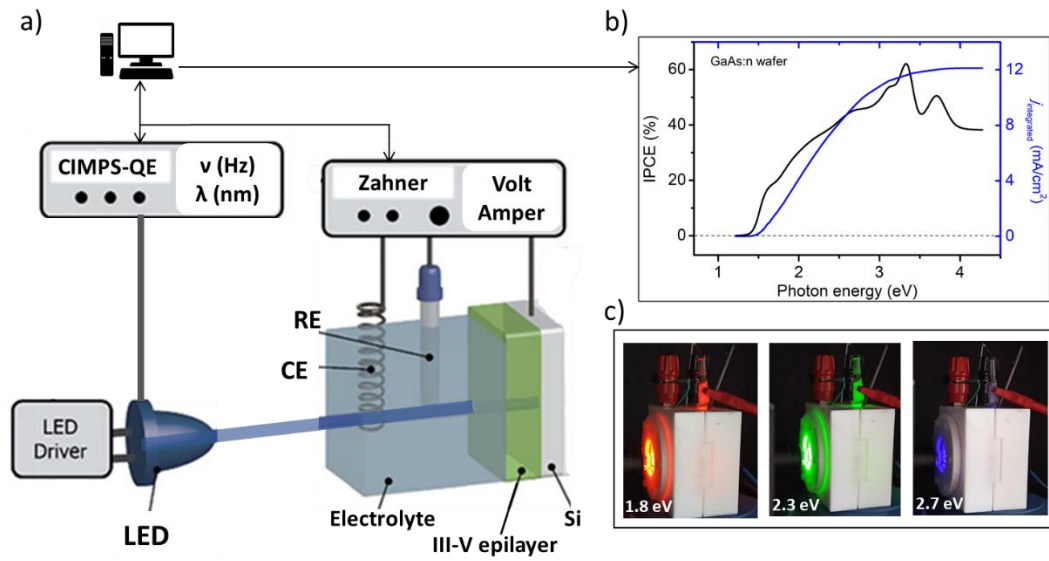 a)
CIMPS-QE
ν (Hz)
λ (nm)
Zahner
Volt
Amper
RE
CE
LED
Driver
LED
Electrolyte
III-V epilayer
Si
b)
GaAs:n wafer
60
40
20
0
IPCE (%)
12
8
4
0
jintegrated (mA/cm²)
1 2 3 4
Photon energy (eV)
c)
1.8 eV
2.3 eV
2.7 eV